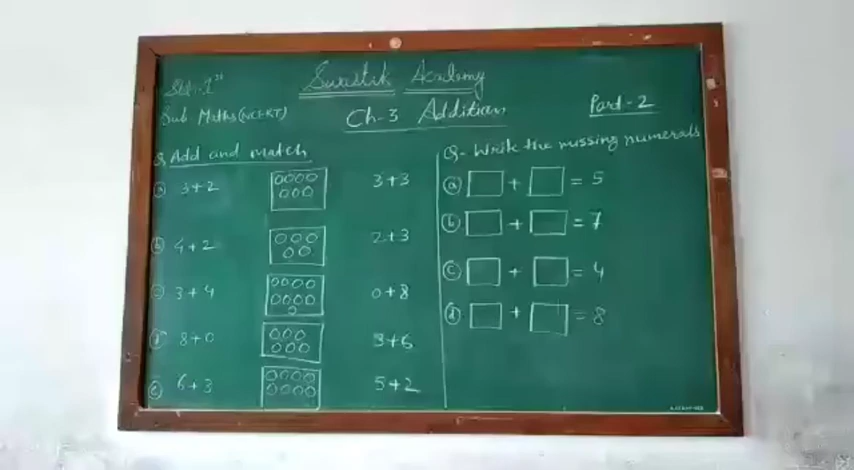 Swastik Academy
Std-1st
Sub Maths (NCERT)
Ch-3 Addition
Part-2
Q. Add and match
(a) 3+2 3+3
(b) 4+2 2+3
(c) 3+4 0+8
(d) 8+0 3+6
(e) 6+3 5+2
Q- Write the missing numerals
(a) + = 5
(b) + = 7
(c) + = 4
(d) + = 8